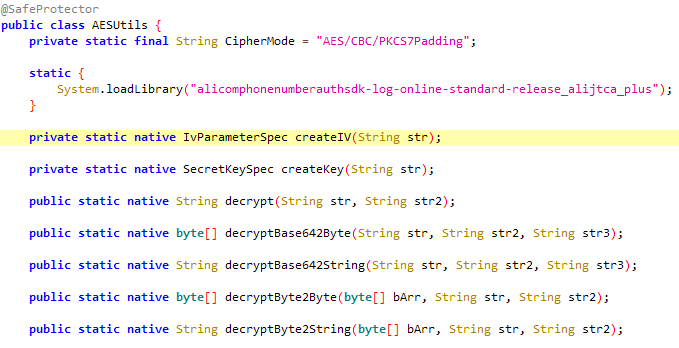 @SafeProtector
public class AESUtils {
    private static final String CipherMode = "AES/CBC/PKCS7Padding";
    static {
        System.loadLibrary("alicomphonenumberauthsdk-log-online-standard-release_alijtca_plus");
    }
    private static native IvParameterSpec createIV(String str);
    private static native SecretKeySpec createKey(String str);
    public static native String decrypt(String str, String str2);
    public static native byte[] decryptBase642Byte(String str, String str2, String str3);
    public static native String decryptBase642String(String str, String str2, String str3);
    public static native byte[] decryptByte2Byte(byte[] bArr, String str, String str2);
    public static native String decryptByte2String(byte[] bArr, String str, String str2);